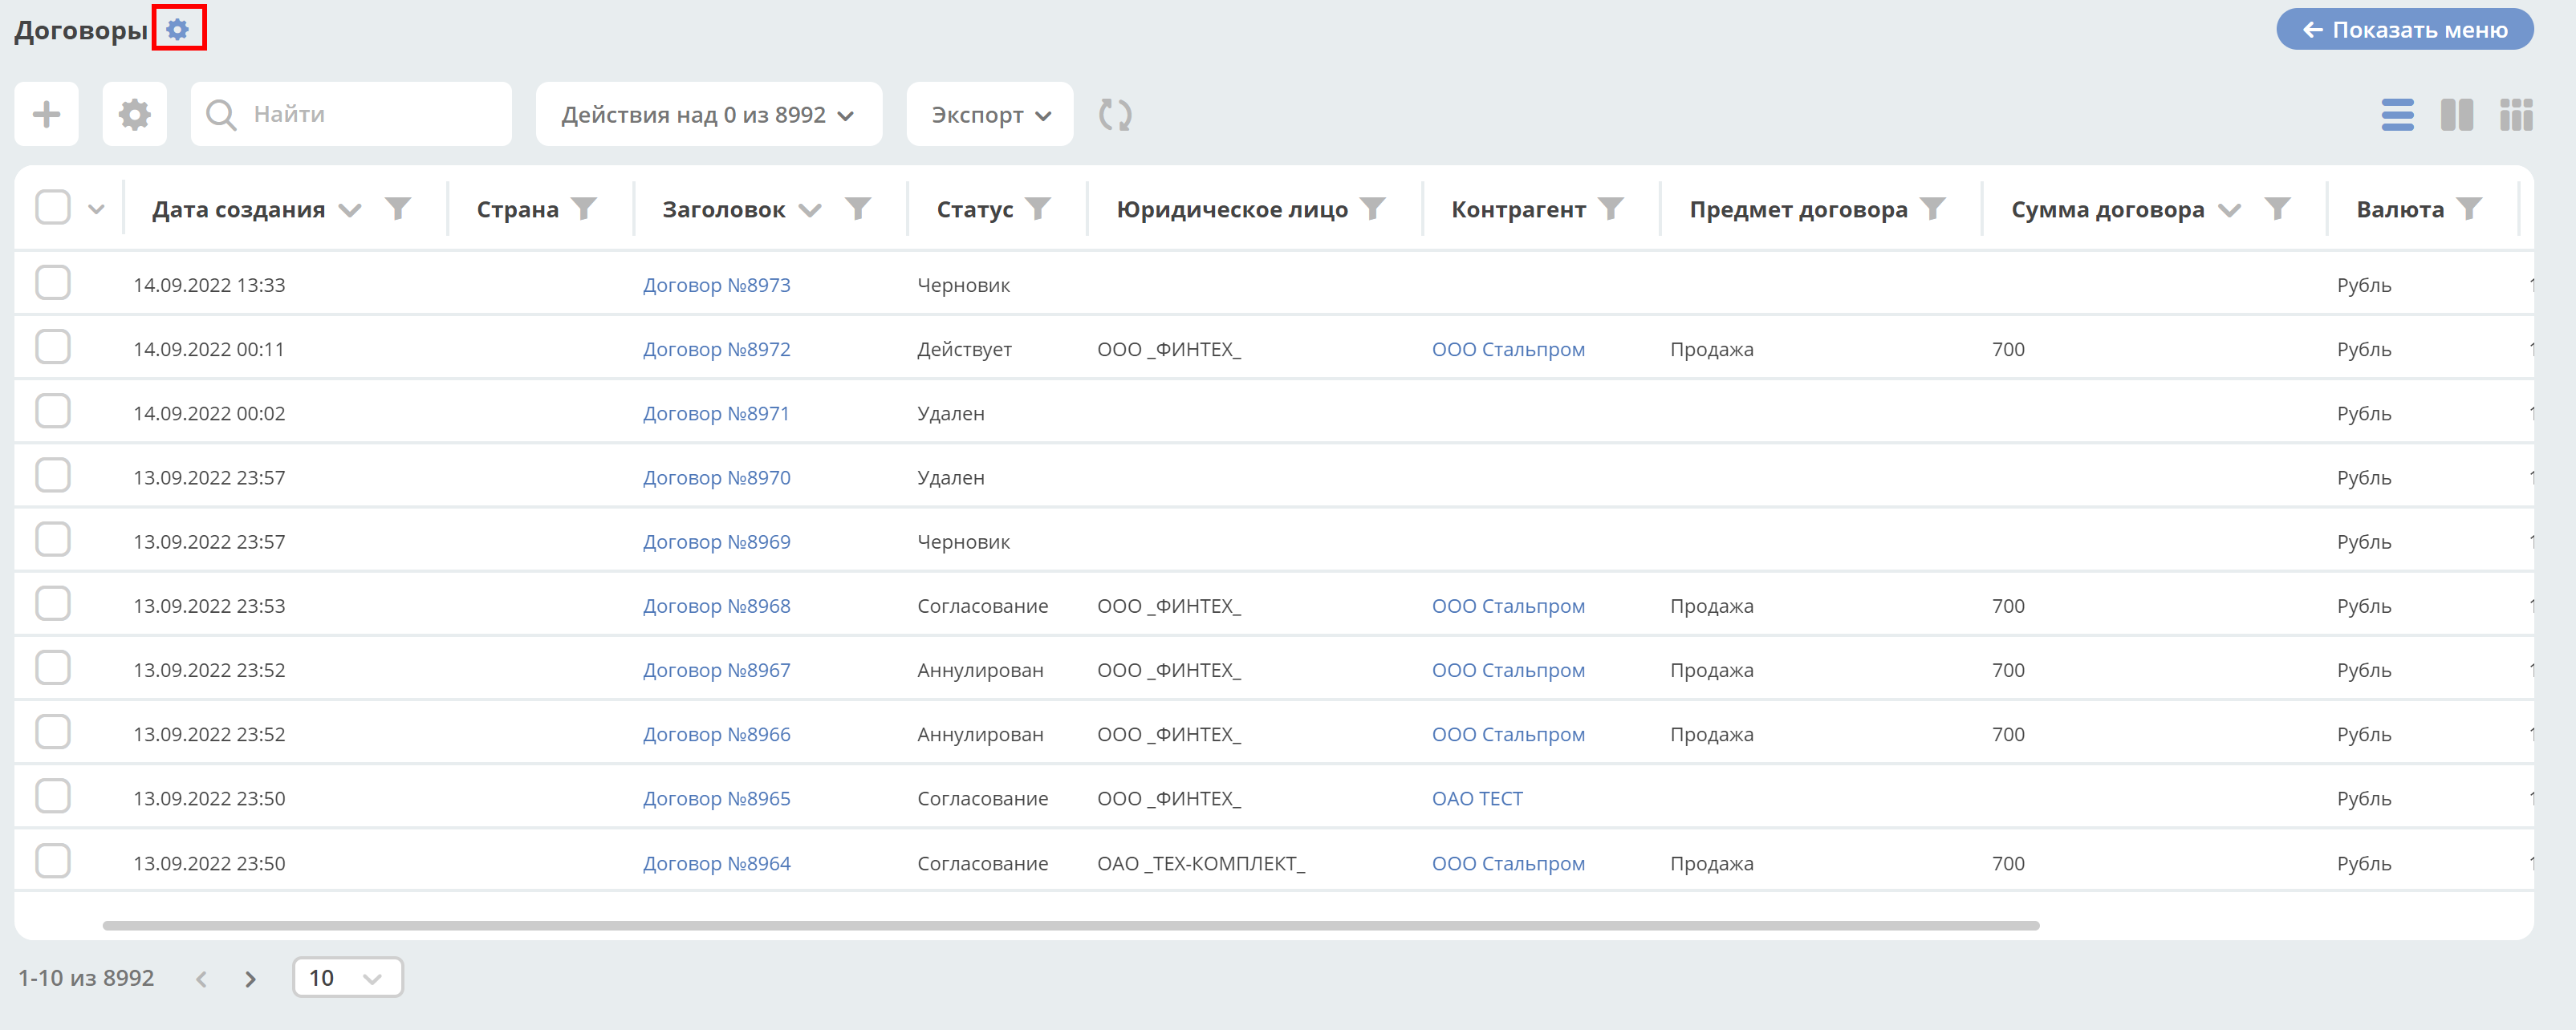 Договоры
Показать меню
Найти
Действия над 0 из 8992
Экспорт
Дата создания Страна Заголовок Статус Юридическое лицо Контрагент Предмет договора Сумма договора Валюта
14.09.2022 13:33 Договор №8973 Черновик Рубль
14.09.2022 00:11 Договор №8972 Действует ООО _ФИНТЕХ_ ООО Стальпром Продажа 700 Рубль
14.09.2022 00:02 Договор №8971 Удален Рубль
13.09.2022 23:57 Договор №8970 Удален Рубль
13.09.2022 23:57 Договор №8969 Черновик Рубль
13.09.2022 23:53 Договор №8968 Согласование ООО _ФИНТЕХ_ ООО Стальпром Продажа 700 Рубль
13.09.2022 23:52 Договор №8967 Аннулирован ООО _ФИНТЕХ_ ООО Стальпром Продажа 700 Рубль
13.09.2022 23:52 Договор №8966 Аннулирован ООО _ФИНТЕХ_ ООО Стальпром Продажа 700 Рубль
13.09.2022 23:50 Договор №8965 Согласование ООО _ФИНТЕХ_ ОАО ТЕСТ Рубль
13.09.2022 23:50 Договор №8964 Согласование ОАО _ТЕХ-КОМПЛЕКТ_ ООО Стальпром Продажа 700 Рубль
1-10 из 8992
10